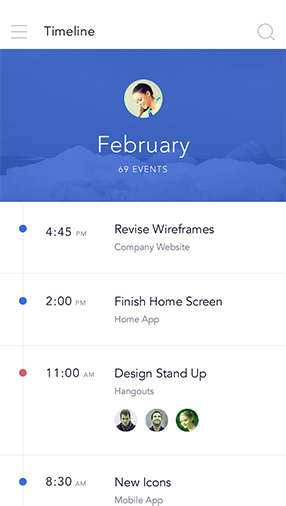 Timeline
February
69 EVENTS
4:45 PM
Revise Wireframes
Company Website
2:00 PM
Finish Home Screen
Home App
11:00 AM
Design Stand Up
Hangouts
8:30 AM
New Icons
Mobile App